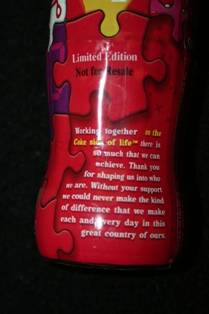 Limited Edition
Not for Resale
Working together on the
Coke side of life™ there is
so much that we can
achieve. Thank you
for shaping us into who
we are. Without your support
we could never make the kind
of difference that we make
each and every day in this
great country of ours.